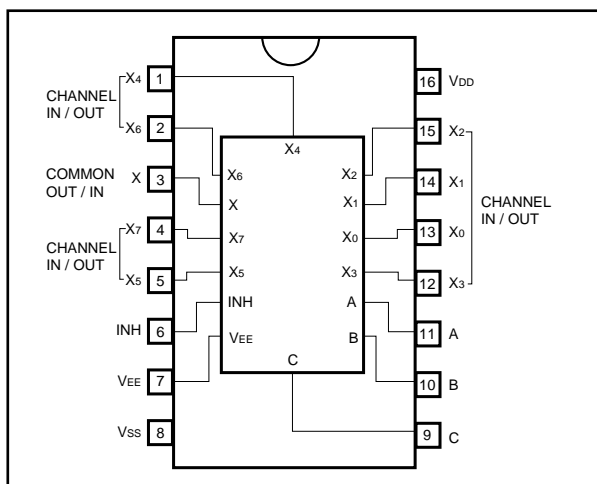 X4 1
CHANNEL
IN / OUT
X6 2
COMMON
OUT / IN
X 3
X7 4
CHANNEL
IN / OUT
X5 5
INH 6
VEE 7
VSS 8
X4
X6
X
X7
X5
INH
VEE
C
X2
X1
X0
X3
A
B
16 VDD
15 X2
14 X1
CHANNEL
IN / OUT
13 X0
12 X3
11 A
10 B
9 C